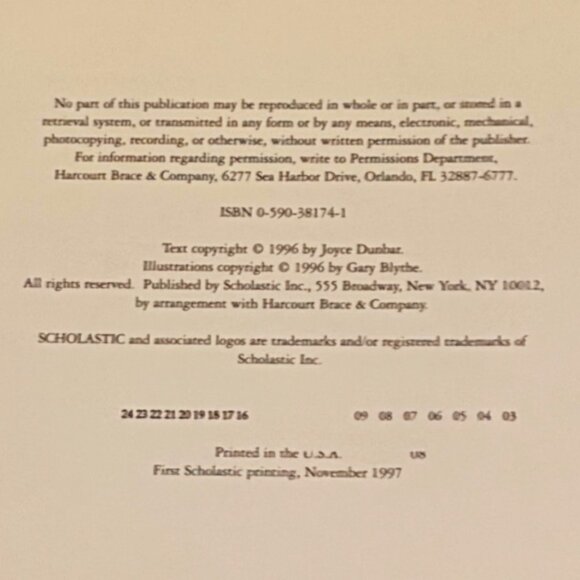 No part of this publication may be reproduced in whole or in part, or stored in a
retrieval system, or transmitted in any form or by any means, electronic, mechanical,
photocopying, recording, or otherwise, without written permission of the publisher.
For information regarding permission, write to Permissions Department,
Harcourt Brace & Company, 6277 Sea Harbor Drive, Orlando, FL 32887-6777.
ISBN 0-590-38174-1
Text copyright © 1996 by Joyce Dunbar.
Illustrations copyright © 1996 by Gary Blythe.
All rights reserved. Published by Scholastic Inc., 555 Broadway, New York, NY 10012,
by arrangement with Harcourt Brace & Company.
SCHOLASTIC and associated logos are trademarks and/or registered trademarks of
Scholastic Inc.
24 23 22 21 20 19 18 17 16 09 08 07 06 05 04 03
Printed in the U.S.A. 08
First Scholastic printing, November 1997